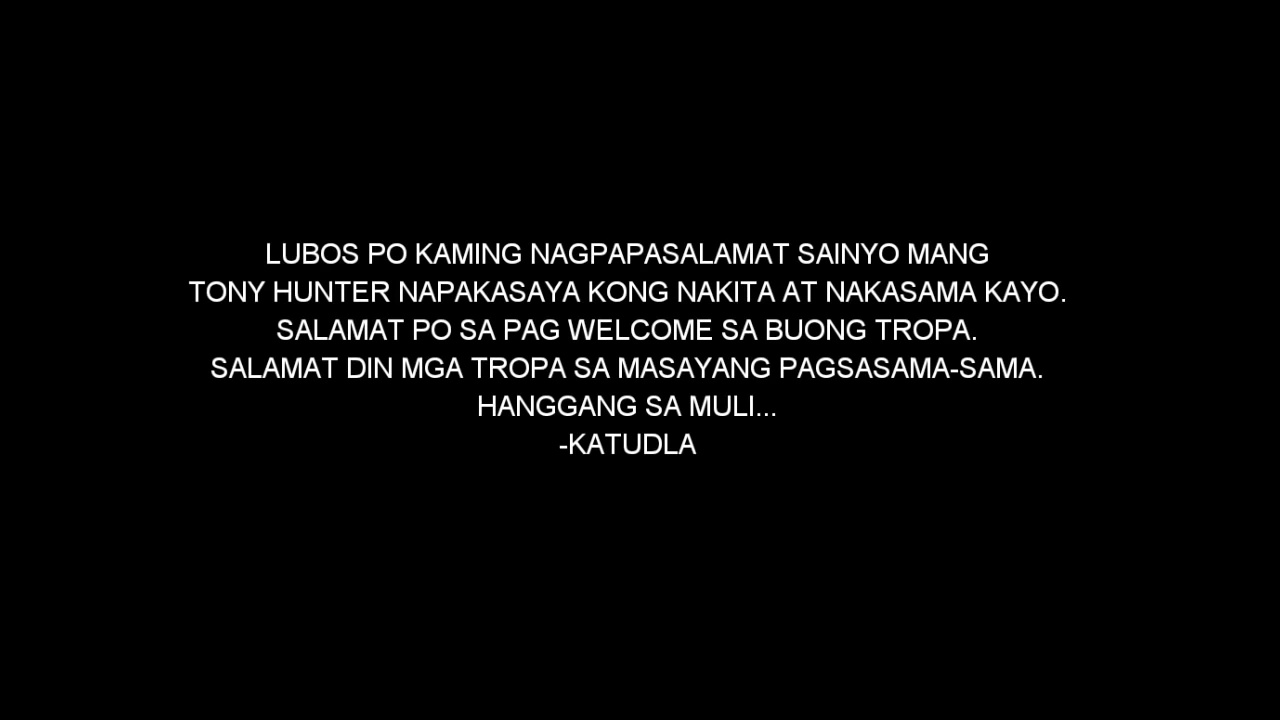 LUBOS PO KAMING NAGPAPASALAMAT SAINYO MANG
TONY HUNTER NAPAKASAYA KONG NAKITA AT NAKASAMA KAYO.
SALAMAT PO SA PAG WELCOME SA BUONG TROPA.
SALAMAT DIN MGA TROPA SA MASAYANG PAGSASAMA-SAMA.
HANGGANG SA MULI...
-KATUDLA